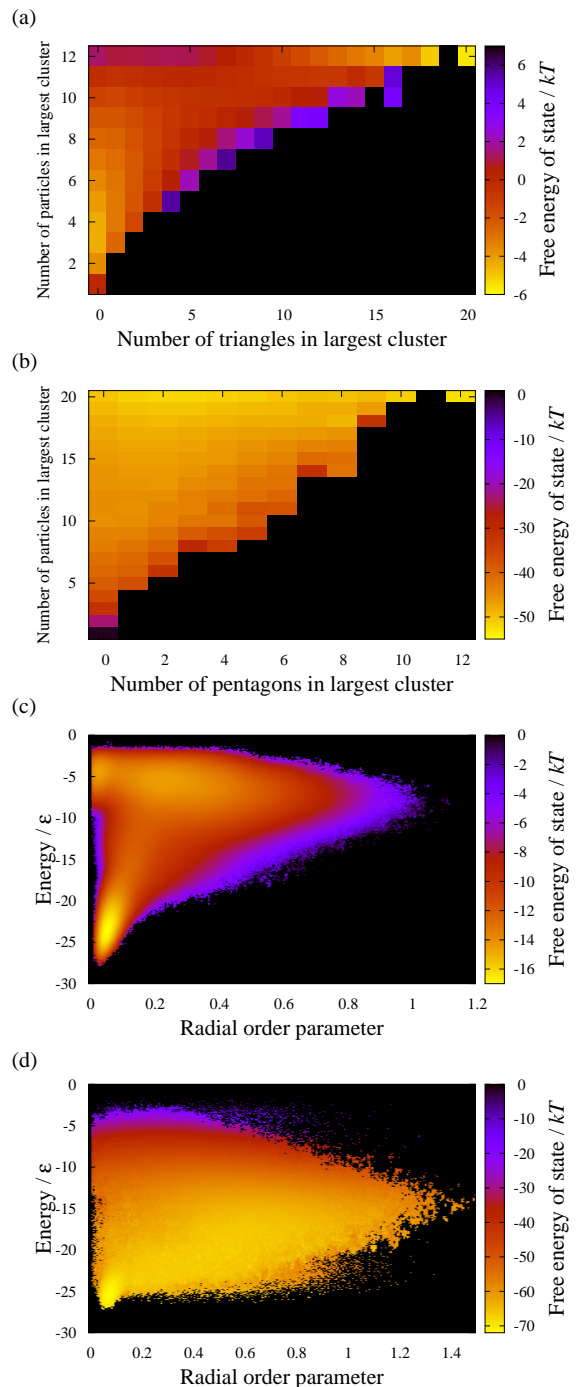 (a)
Number of particles in largest cluster
12
10
8
6
4
2
0 5 10 15 20
Number of triangles in largest cluster
6
4
2
0
-2
-4
-6
Free energy of state / kT
(b)
Number of particles in largest cluster
20
15
10
5
0 2 4 6 8 10 12
Number of pentagons in largest cluster
0
-10
-20
-30
-40
-50
Free energy of state / kT
(c)
Energy / ε
0
-5
-10
-15
-20
-25
-30
0 0.2 0.4 0.6 0.8 1 1.2
Radial order parameter
0
-2
-4
-6
-8
-10
-12
-14
-16
Free energy of state / kT
(d)
Energy / ε
0
-5
-10
-15
-20
-25
-30
0 0.2 0.4 0.6 0.8 1 1.2 1.4
Radial order parameter
0
-10
-20
-30
-40
-50
-60
-70
Free energy of state / kT